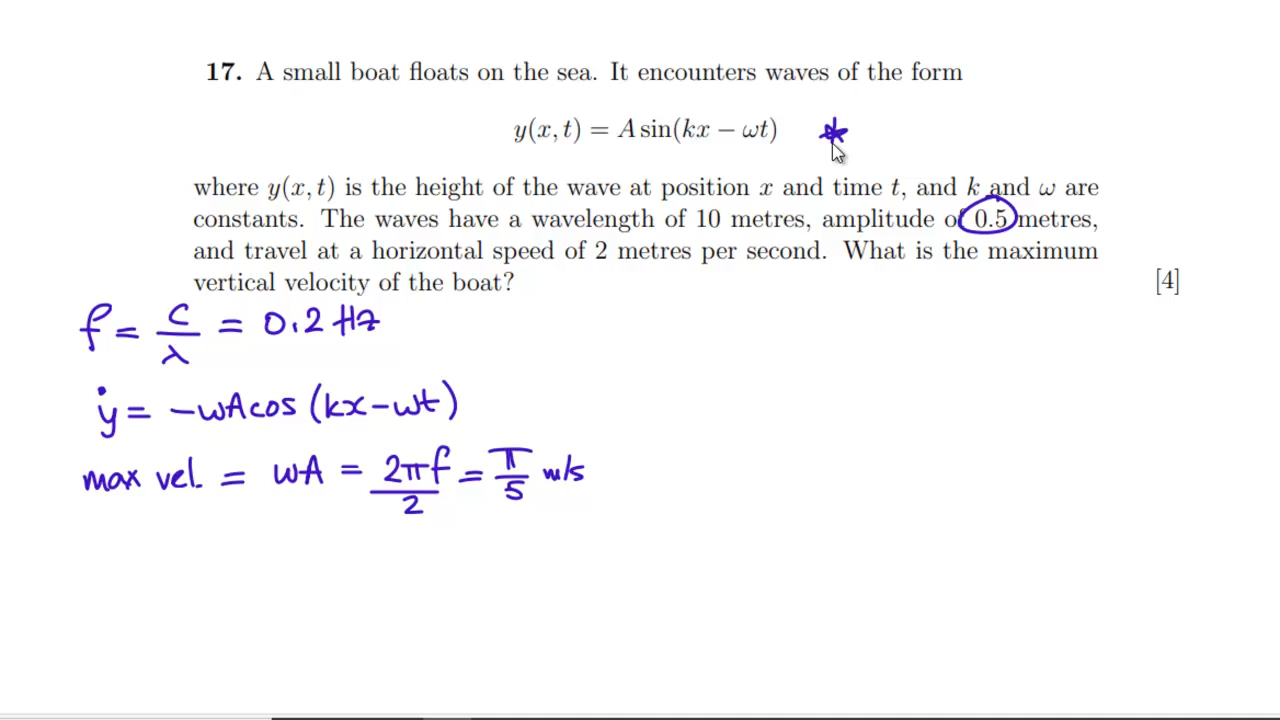 17. A small boat floats on the sea. It encounters waves of the form
y(x, t) = A sin(kx − ωt) *
where y(x, t) is the height of the wave at position x and time t, and k and ω are
constants. The waves have a wavelength of 10 metres, amplitude of 0.5 metres,
and travel at a horizontal speed of 2 metres per second. What is the maximum
vertical velocity of the boat? [4]
f = c/λ = 0.2 Hz
ẏ = −ωA cos (kx − ωt)
max vel. = ωA = 2πf/2 = π/5 m/s